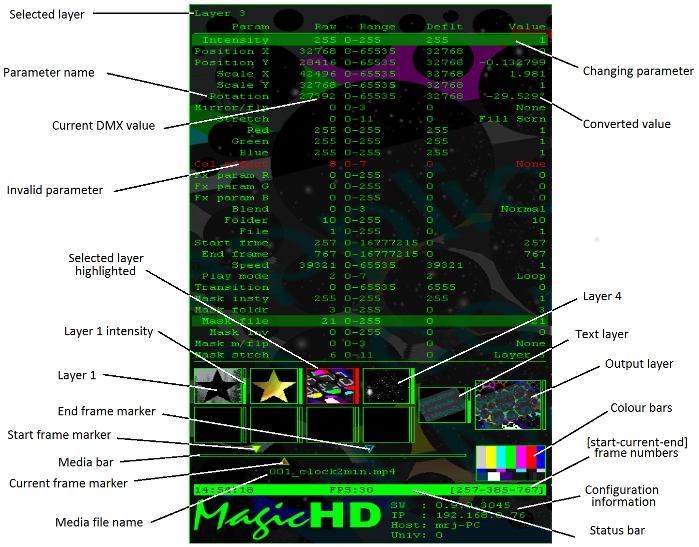 Selected layer
Layer 3
Param Raw Range Deflt Value
Intensity 255 0-255 255 1
Position X 32768 0-65535 32768 0
Position Y 28416 0-65535 32768 -0.132799
Scale X 42496 0-65535 32768 1.981
Changing parameter
Parameter name
Scale Y 32768 0-65535 32768 1
Rotation 27392 0-65535 32768 -29.5292
Mirror/flp 0 0-3 0 None
Stretch 0 0-11 0 Fill Scrn
Current DMX value
Converted value
Red 255 0-255 255 1
Green 255 0-255 255 1
Blue 255 0-255 255 1
Col effect 8 0-7 0 None
Fx param R 0 0-255 0 0
Invalid parameter
Fx param G 0 0-255 0 0
Fx param B 0 0-255 0 0
Blend 0 0-3 0 Normal
Folder 10 0-255 0 10
File 1 0-255 0 1
Start frme 257 0-16777215 0 257
End frame 767 0-16777215 0 767
Selected layer
highlighted
Speed 39321 0-65535 39321 1
Play mode 2 0-7 2 Loop
Transition 0 0-65535 6555 0
Mask insty 255 0-255 255 1
Layer 4
Mask foldr 3 0-255 0 3
Mask file 21 0-255 0 21
Layer 1 intensity
Mask inv 0 0-255 0 0
Text layer
Mask m/flp 0 0-3 0 None
Mask strch 6 0-11 0 Layer
Output layer
Layer 1
End frame marker
Colour bars
Start frame marker
[start-current-end]
frame numbers
Media bar
001_clock2min.mp4
Current frame marker
14:52:18 FPS:30 [257-385-767]
Configuration
information
Media file name
MagicHD
SW : 3045
IP : 192.168. 76
Host: mrj-PC
Univ: 0
Status bar